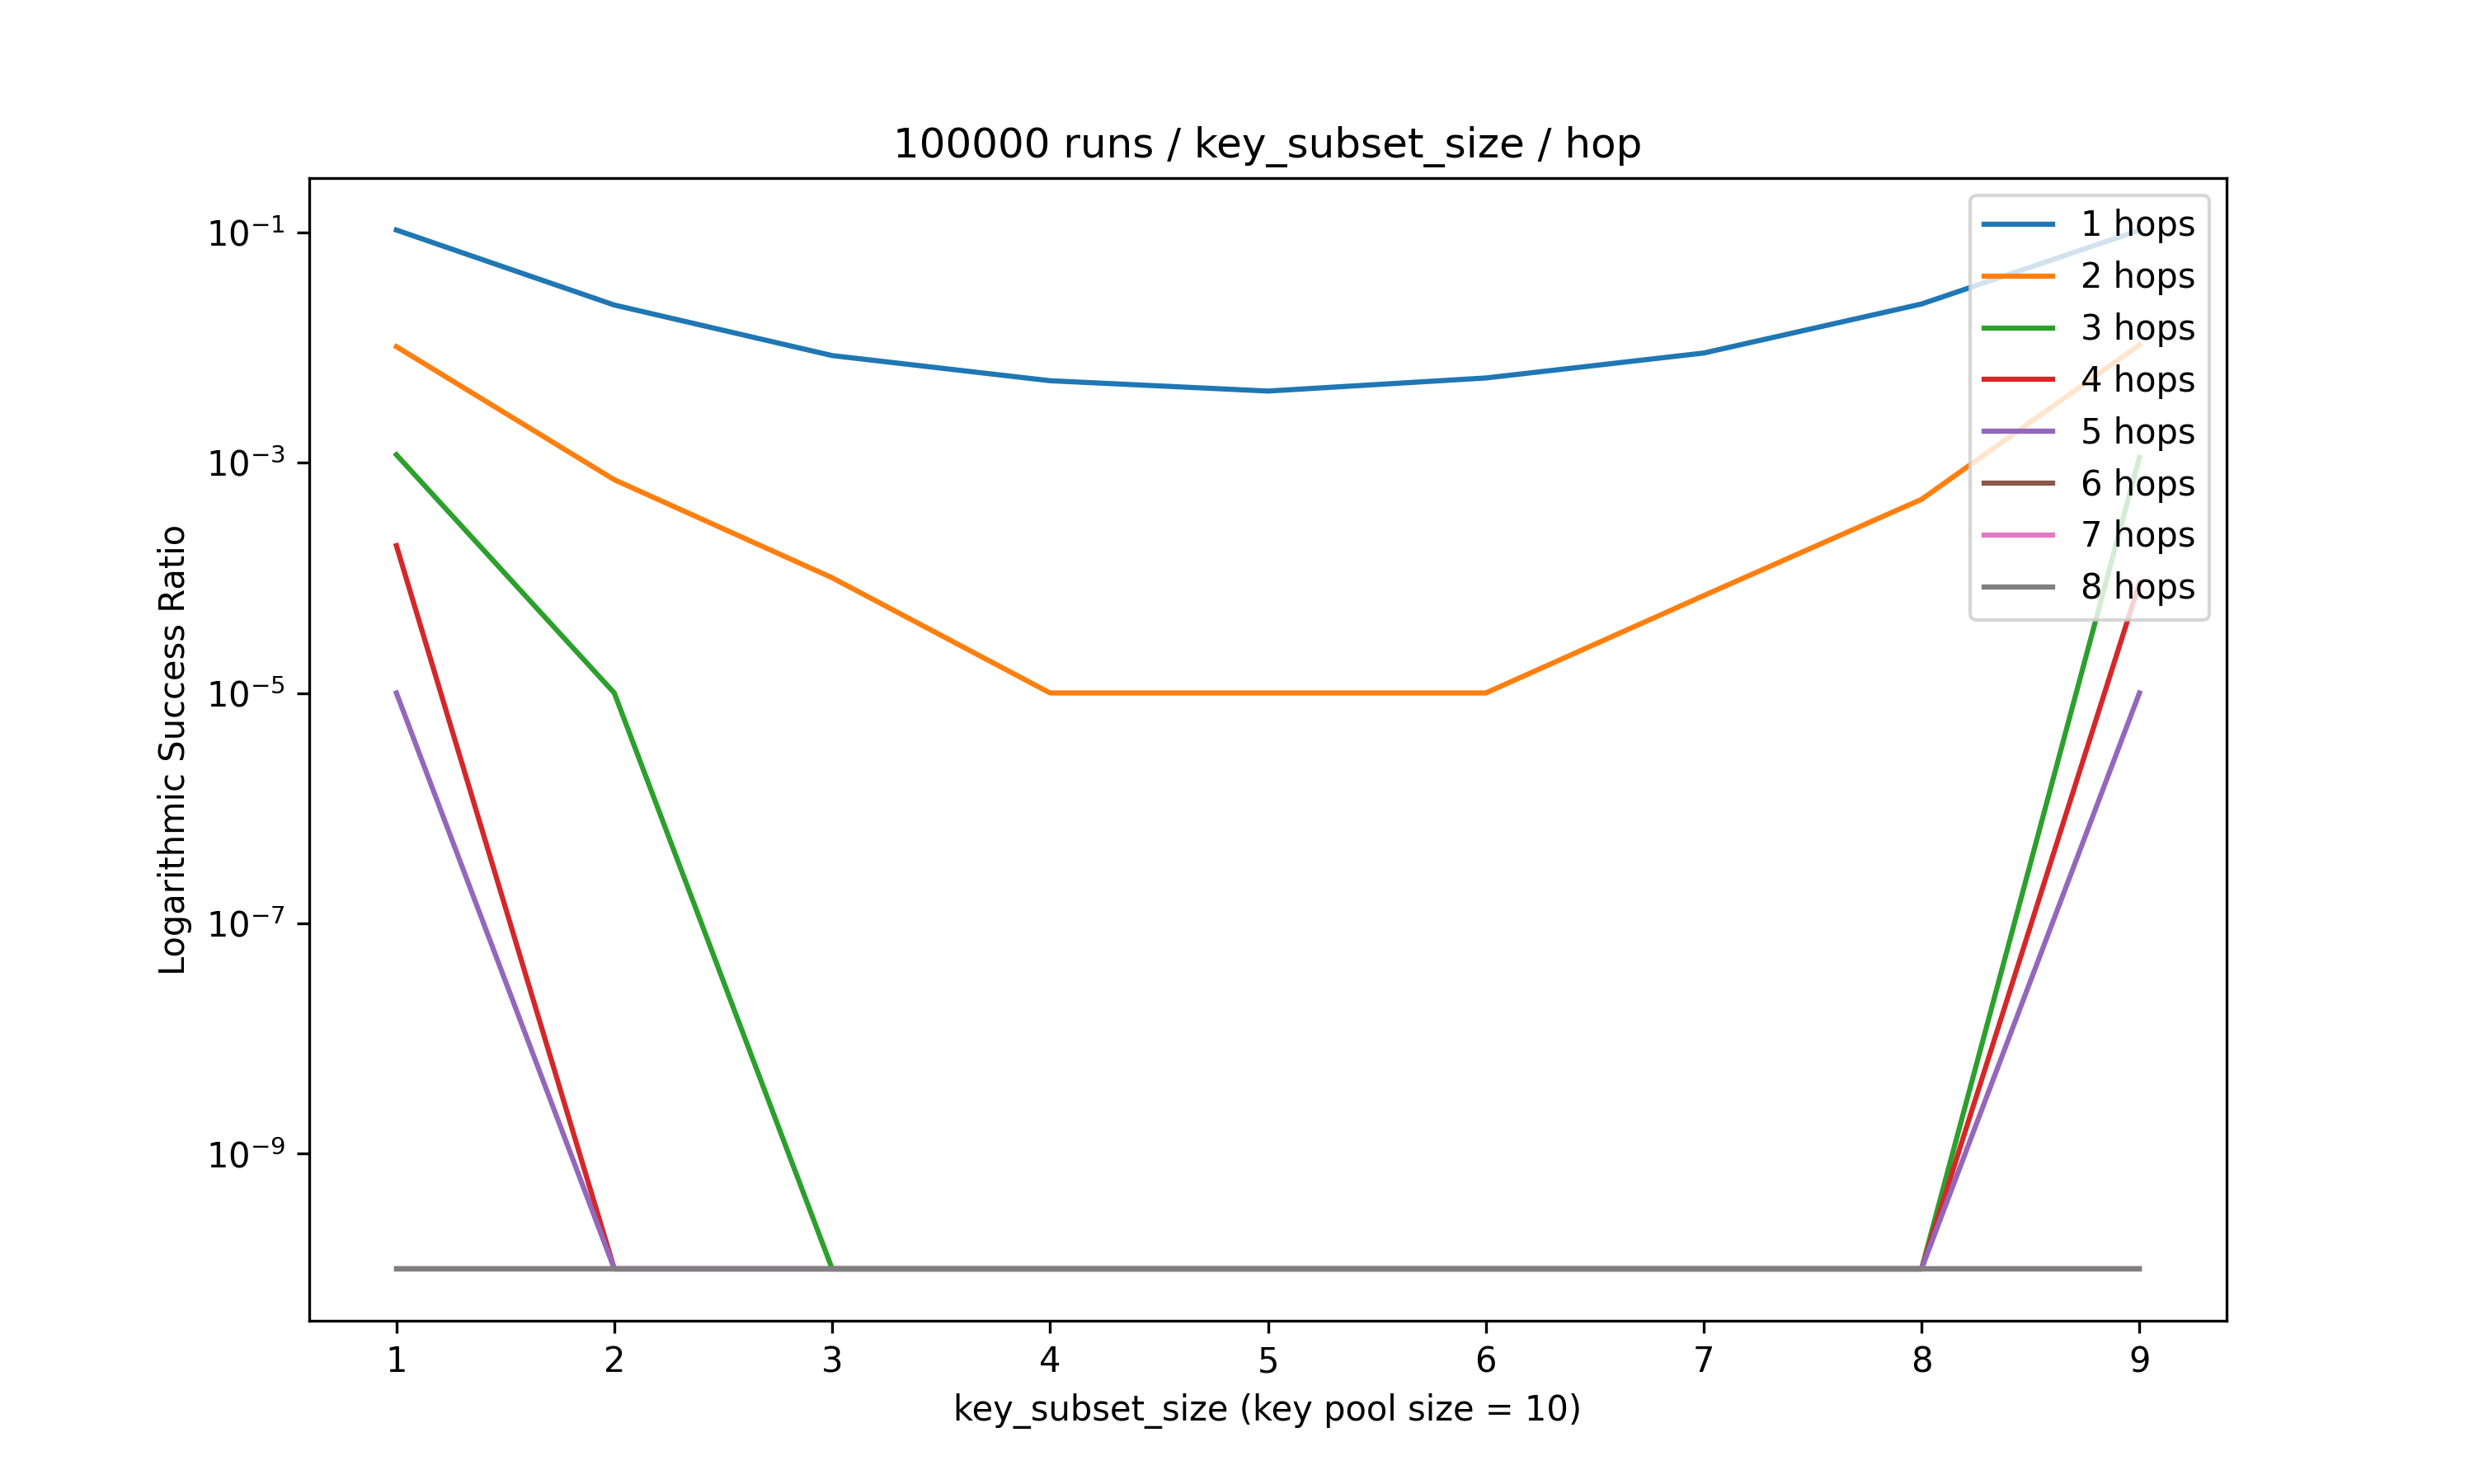 100000 runs / key_subset_size / hop
Logarithmic Success Ratio
10⁻¹
10⁻³
10⁻⁵
10⁻⁷
10⁻⁹
1 hops
2 hops
3 hops
4 hops
5 hops
6 hops
7 hops
8 hops
1 2 3 4 5 6 7 8 9
key_subset_size (key pool size = 10)